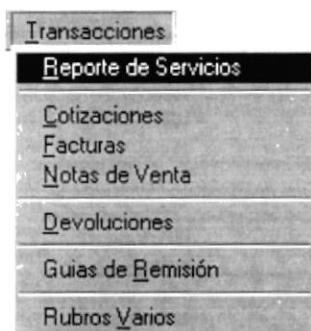 Transacciones
Reporte de Servicios
Cotizaciones
Facturas
Notas de Venta
Devoluciones
Guias de Remisión
Rubros Varios